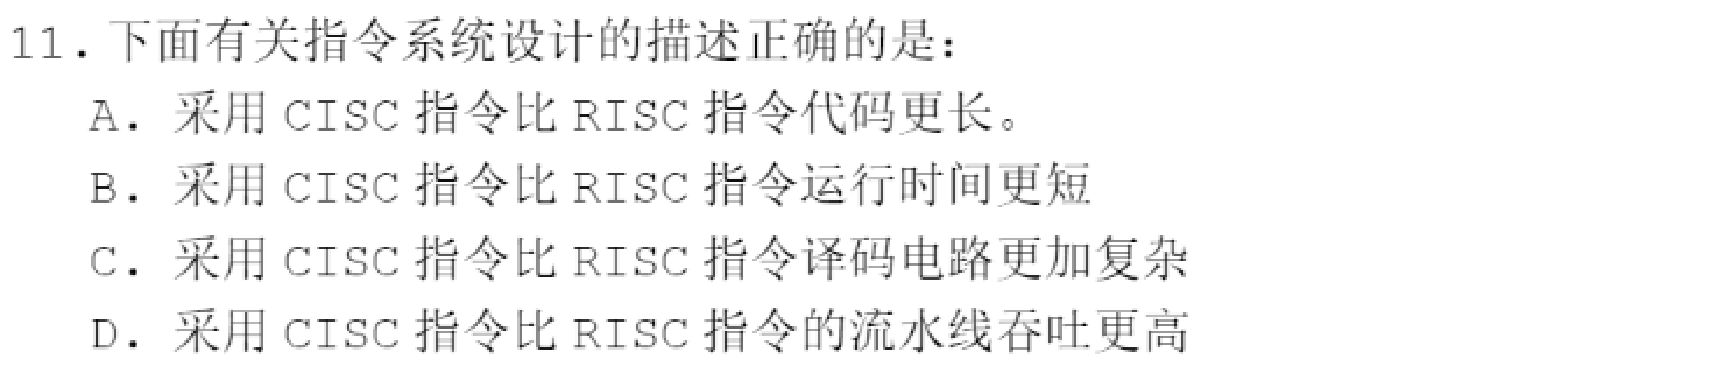 11.下面有关指令系统设计的描述正确的是：
A. 采用 CISC 指令比 RISC 指令代码更长。
B. 采用 CISC 指令比 RISC 指令运行时间更短
C. 采用 CISC 指令比 RISC 指令译码电路更加复杂
D. 采用 CISC 指令比 RISC 指令的流水线吞吐更高